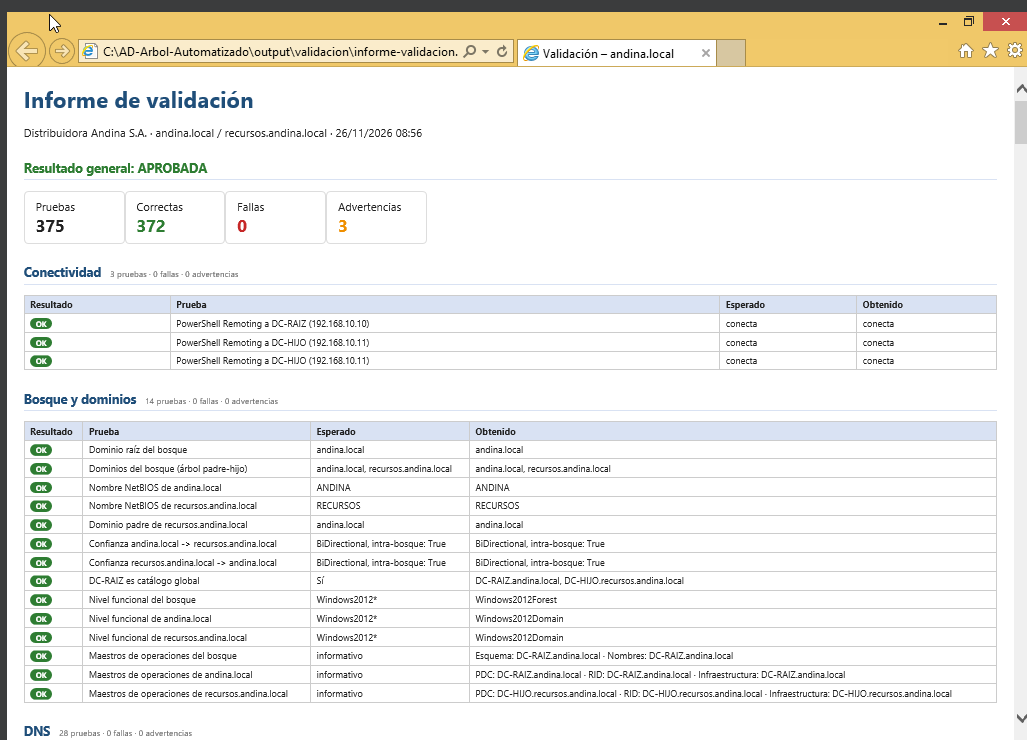 C:\AD-Arbol-Automatizado\output\validacion\informe-validacion.
Validación – andina.local
Informe de validación
Distribuidora Andina S.A. · andina.local / recursos.andina.local · 26/11/2026 08:56
Resultado general: APROBADA
Pruebas Correctas Fallas Advertencias
375 372 0 3
Conectividad 3 pruebas · 0 fallas · 0 advertencias
Resultado Prueba Esperado Obtenido
OK PowerShell Remoting a DC-RAIZ (192.168.10.10) conecta conecta
OK PowerShell Remoting a DC-HIJO (192.168.10.11) conecta conecta
OK PowerShell Remoting a DC-HIJO (192.168.10.11) conecta conecta
Bosque y dominios 14 pruebas · 0 fallas · 0 advertencias
Resultado Prueba Esperado Obtenido
OK Dominio raíz del bosque andina.local andina.local
OK Dominios del bosque (árbol padre-hijo) andina.local, recursos.andina.local andina.local, recursos.andina.local
OK Nombre NetBIOS de andina.local ANDINA ANDINA
OK Nombre NetBIOS de recursos.andina.local RECURSOS RECURSOS
OK Dominio padre de recursos.andina.local andina.local andina.local
OK Confianza andina.local -> recursos.andina.local BiDirectional, intra-bosque: True BiDirectional, intra-bosque: True
OK Confianza recursos.andina.local -> andina.local BiDirectional, intra-bosque: True BiDirectional, intra-bosque: True
OK DC-RAIZ es catálogo global Sí DC-RAIZ.andina.local, DC-HIJO.recursos.andina.local
OK Nivel funcional del bosque Windows2012* Windows2012Forest
OK Nivel funcional de andina.local Windows2012* Windows2012Domain
OK Nivel funcional de recursos.andina.local Windows2012* Windows2012Domain
OK Maestros de operaciones del bosque informativo Esquema: DC-RAIZ.andina.local · Nombres: DC-RAIZ.andina.local
OK Maestros de operaciones de andina.local informativo PDC: DC-RAIZ.andina.local · RID: DC-RAIZ.andina.local · Infraestructura: DC-RAIZ.andina.local
OK Maestros de operaciones de recursos.andina.local informativo PDC: DC-HIJO.recursos.andina.local · RID: DC-HIJO.recursos.andina.local · Infraestructura: DC-HIJO.recursos.andina.local
DNS 28 pruebas · 0 fallas · 0 advertencias